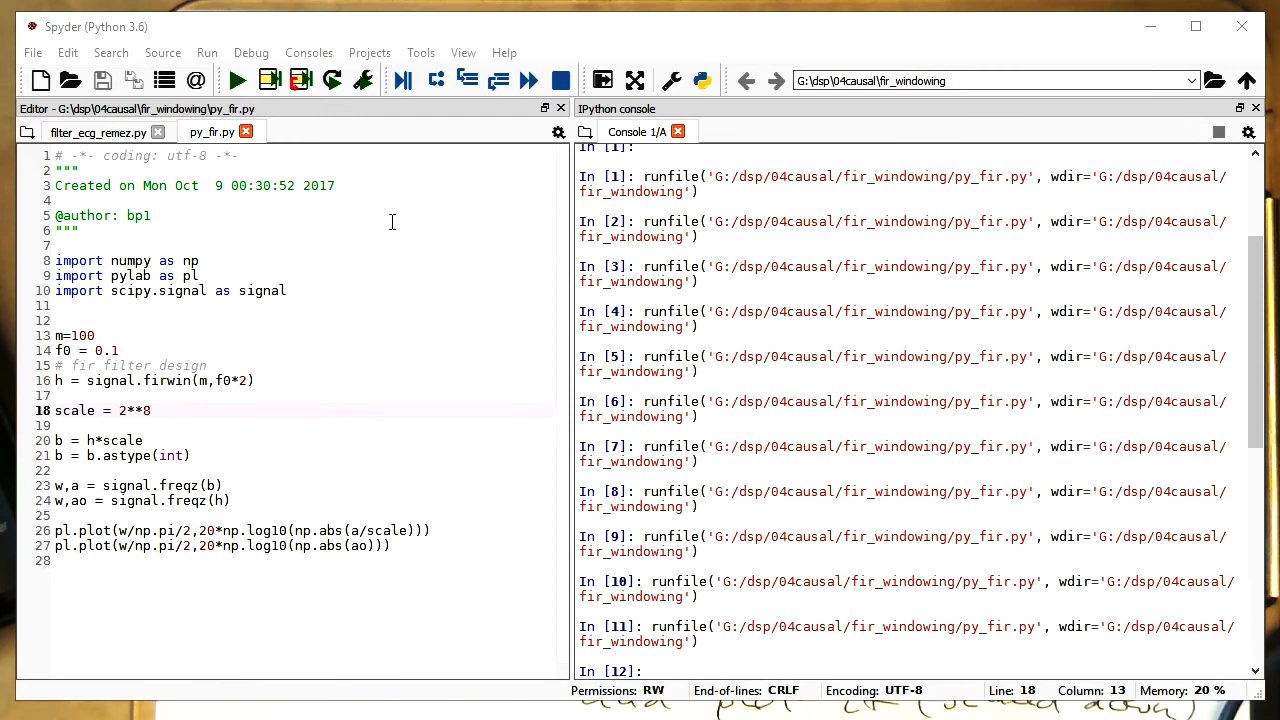 Spyder (Python 3.6)
File Edit Search Source Run Debug Consoles Projects Tools View Help
G:\dsp\04causal\fir_windowing
Editor - G:\dsp\04causal\fir_windowing\py_fir.py
filter_ecg_remez.py py_fir.py
1 # -*- coding: utf-8 -*-
2 """
3 Created on Mon Oct  9 00:30:52 2017
4
5 @author: bp1
6 """
7
8 import numpy as np
9 import pylab as pl
10 import scipy.signal as signal
11
12
13 m=100
14 f0 = 0.1
15 # fir filter design
16 h = signal.firwin(m,f0*2)
17
18 scale = 2**8
19
20 b = h*scale
21 b = b.astype(int)
22
23 w,a = signal.freqz(b)
24 w,ao = signal.freqz(h)
25
26 pl.plot(w/np.pi/2,20*np.log10(np.abs(a/scale)))
27 pl.plot(w/np.pi/2,20*np.log10(np.abs(ao)))
28
IPython console
Console 1/A
In [1]:
In [1]: runfile('G:/dsp/04causal/fir_windowing/py_fir.py', wdir='G:/dsp/04causal/
fir_windowing')
In [2]: runfile('G:/dsp/04causal/fir_windowing/py_fir.py', wdir='G:/dsp/04causal/
fir_windowing')
In [3]: runfile('G:/dsp/04causal/fir_windowing/py_fir.py', wdir='G:/dsp/04causal/
fir_windowing')
In [4]: runfile('G:/dsp/04causal/fir_windowing/py_fir.py', wdir='G:/dsp/04causal/
fir_windowing')
In [5]: runfile('G:/dsp/04causal/fir_windowing/py_fir.py', wdir='G:/dsp/04causal/
fir_windowing')
In [6]: runfile('G:/dsp/04causal/fir_windowing/py_fir.py', wdir='G:/dsp/04causal/
fir_windowing')
In [7]: runfile('G:/dsp/04causal/fir_windowing/py_fir.py', wdir='G:/dsp/04causal/
fir_windowing')
In [8]: runfile('G:/dsp/04causal/fir_windowing/py_fir.py', wdir='G:/dsp/04causal/
fir_windowing')
In [9]: runfile('G:/dsp/04causal/fir_windowing/py_fir.py', wdir='G:/dsp/04causal/
fir_windowing')
In [10]: runfile('G:/dsp/04causal/fir_windowing/py_fir.py', wdir='G:/dsp/04causal/
fir_windowing')
In [11]: runfile('G:/dsp/04causal/fir_windowing/py_fir.py', wdir='G:/dsp/04causal/
fir_windowing')
In [12]:
Permissions: RW End-of-lines: CRLF Encoding: UTF-8 Line: 18 Column: 13 Memory: 20 %
and plot it (scaled down)